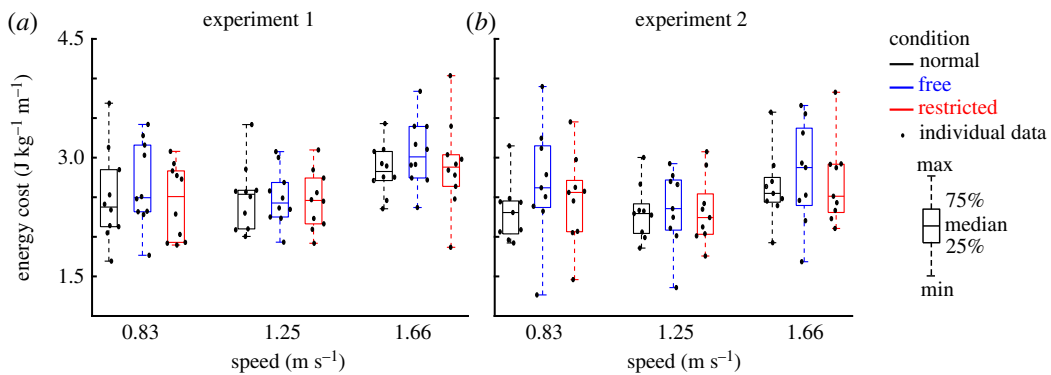 (a) experiment 1
4.5
3.0
1.5
energy cost (J kg⁻¹ m⁻¹)
0.83 1.25 1.66
speed (m s⁻¹)
(b) experiment 2
0.83 1.25 1.66
speed (m s⁻¹)
condition
normal
free
restricted
individual data
max
75%
median
25%
min